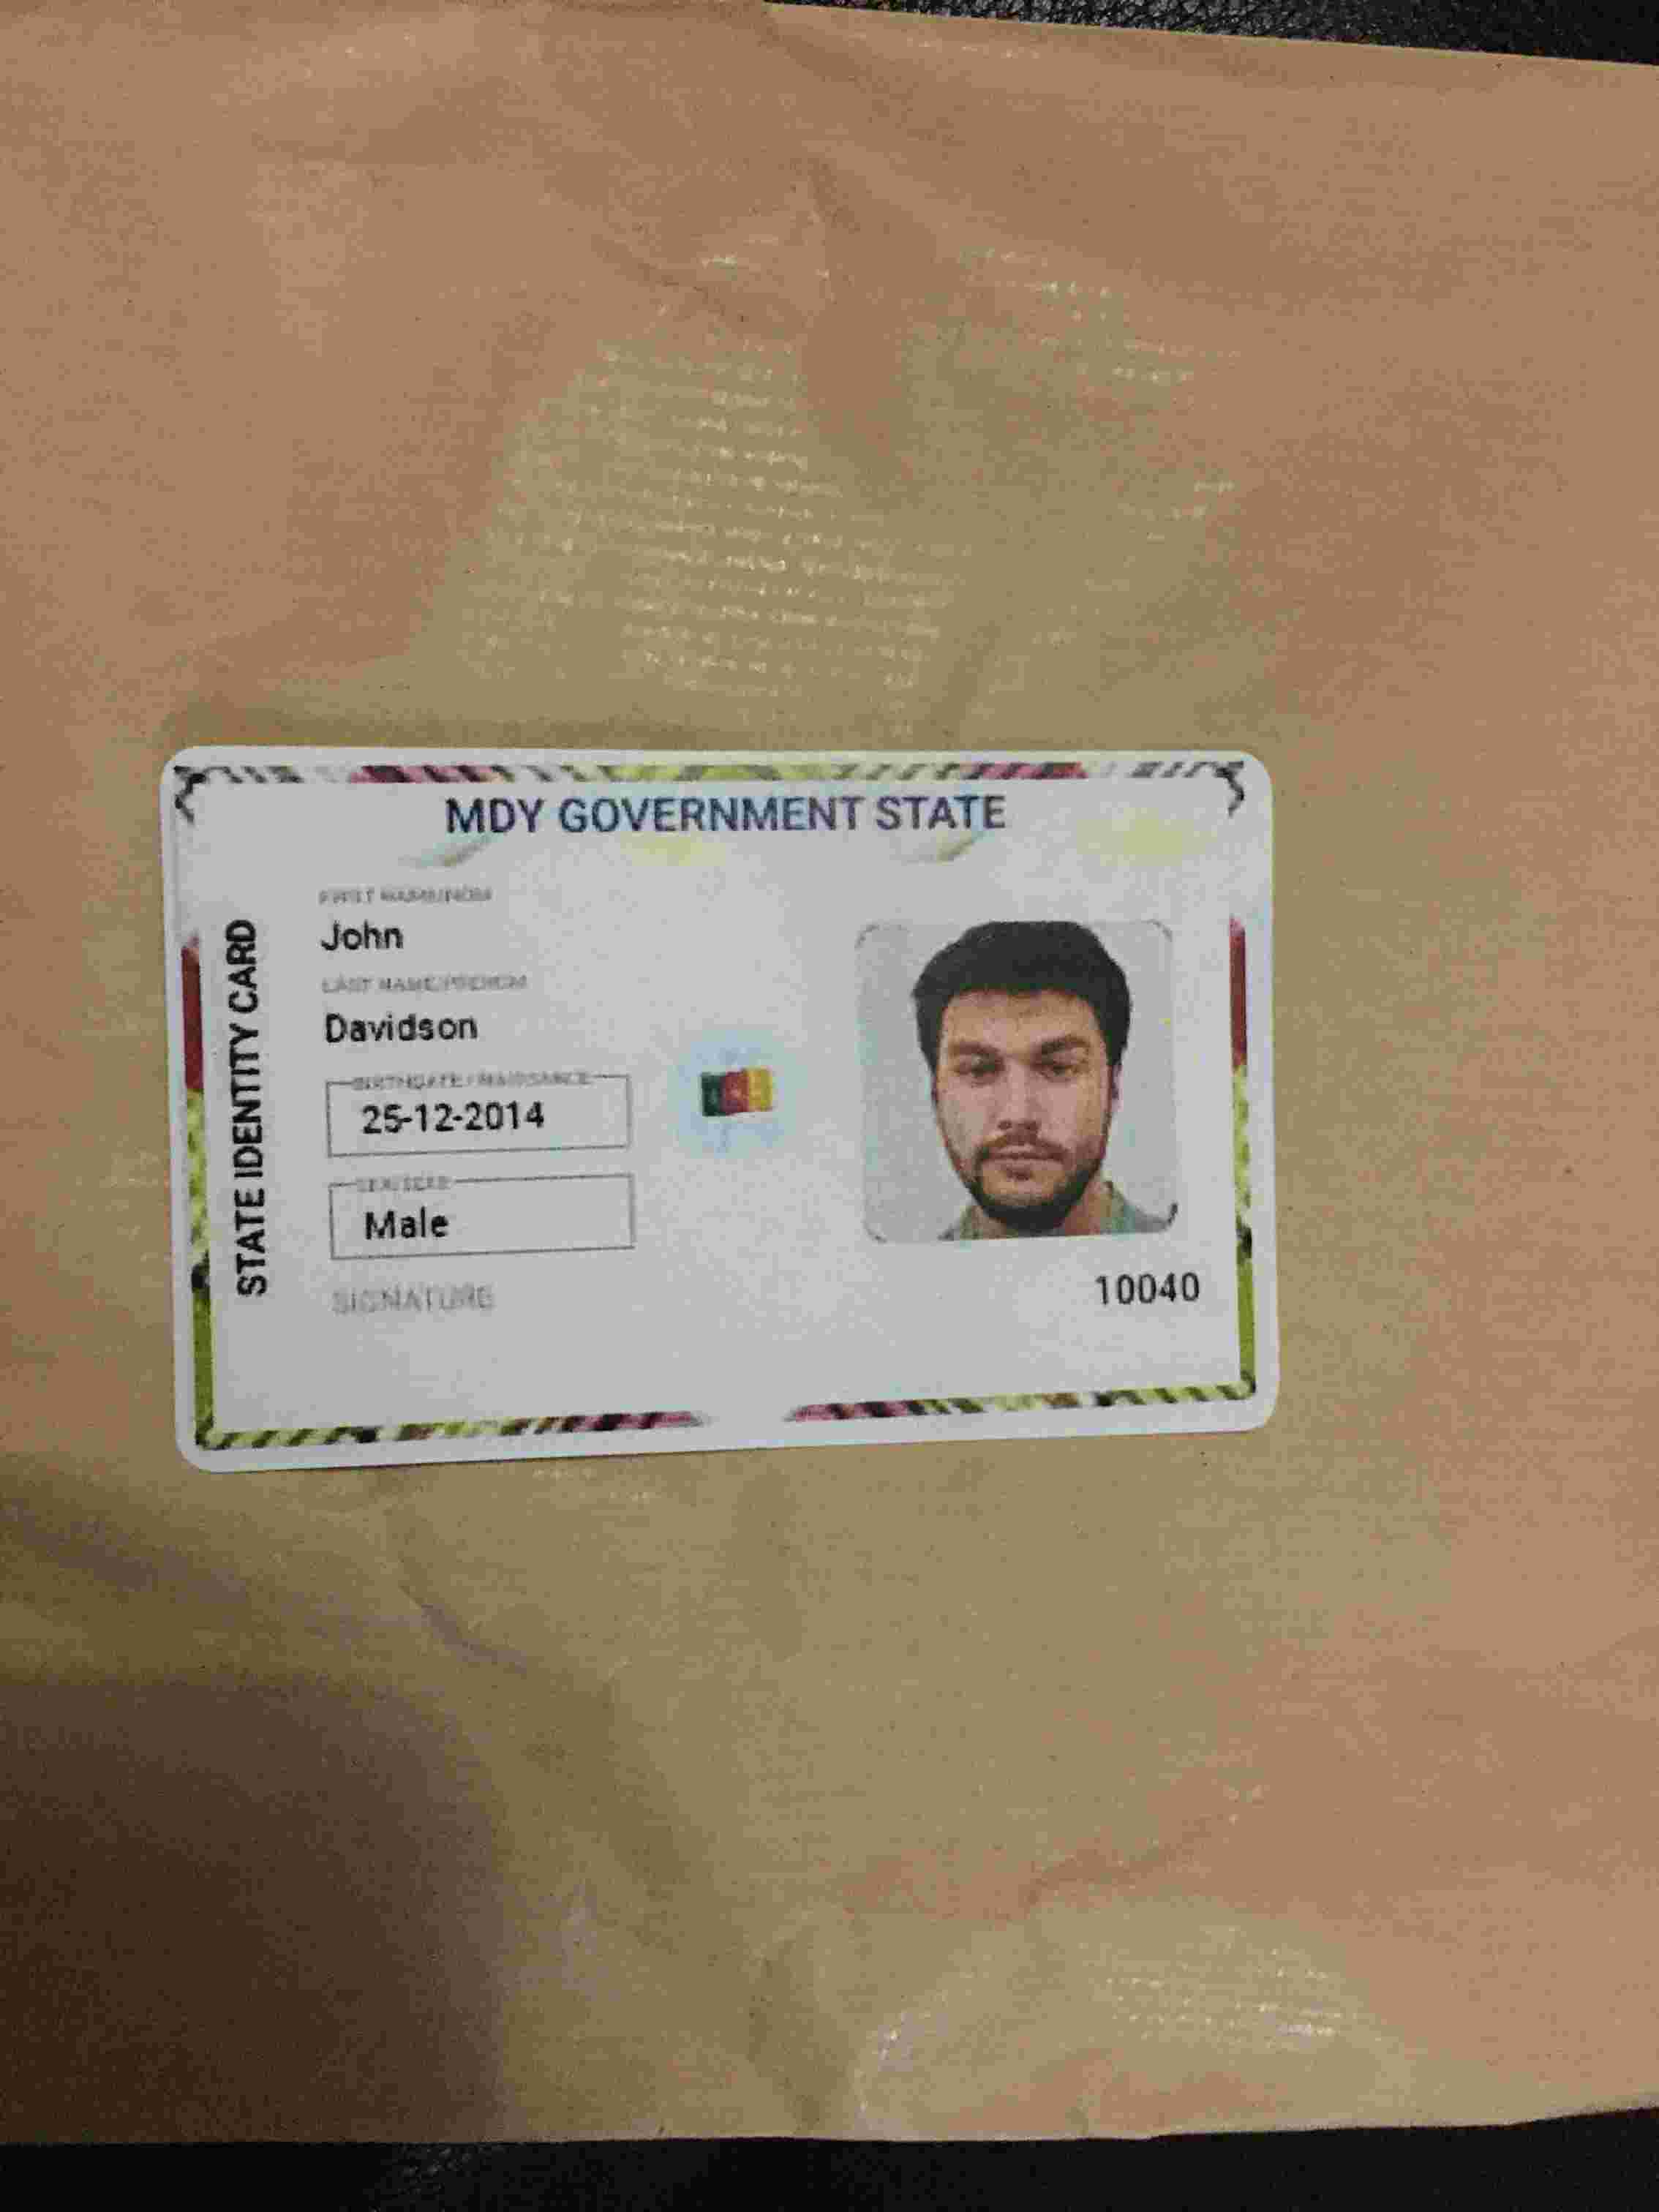 MDY GOVERNMENT STATE
STATE IDENTITY CARD
FIRST NAME/NOM
John
LAST NAME/PRENOM
Davidson
BIRTHDATE / NAISSANCE
25-12-2014
SEX/SEXE
Male
SIGNATURE
10040